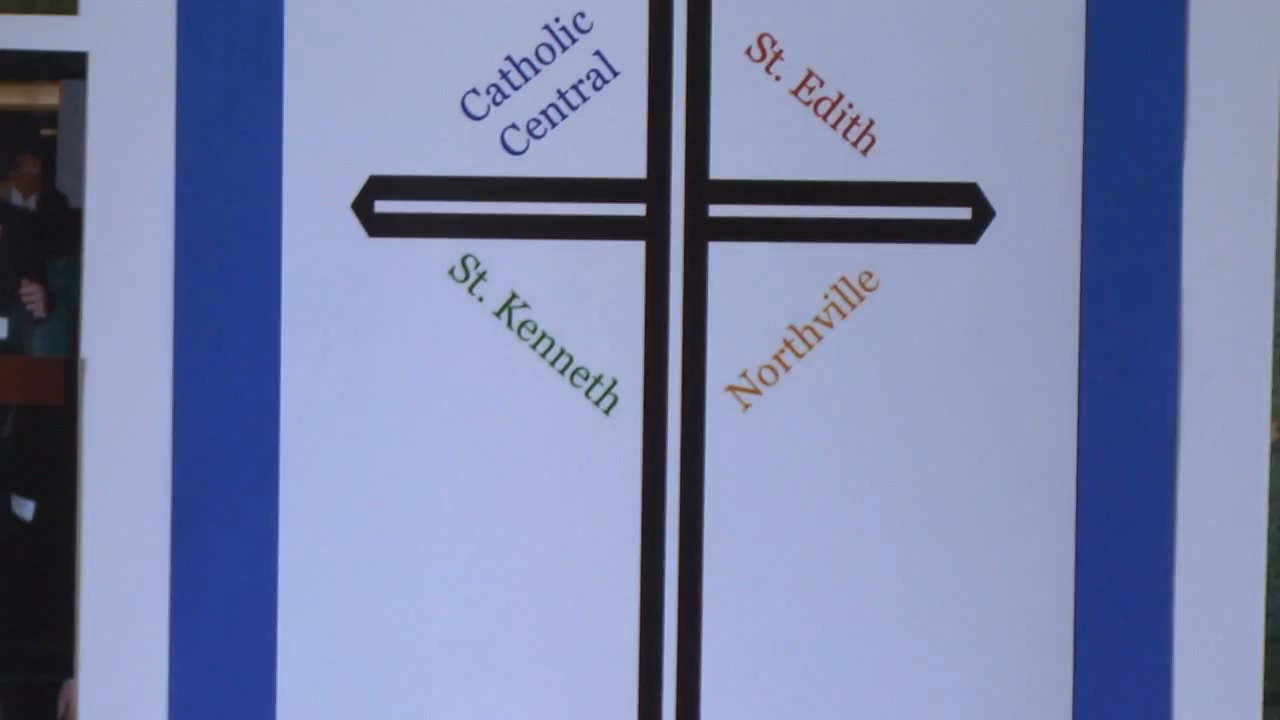 Catholic
Central
St. Edith
St. Kenneth
Northville